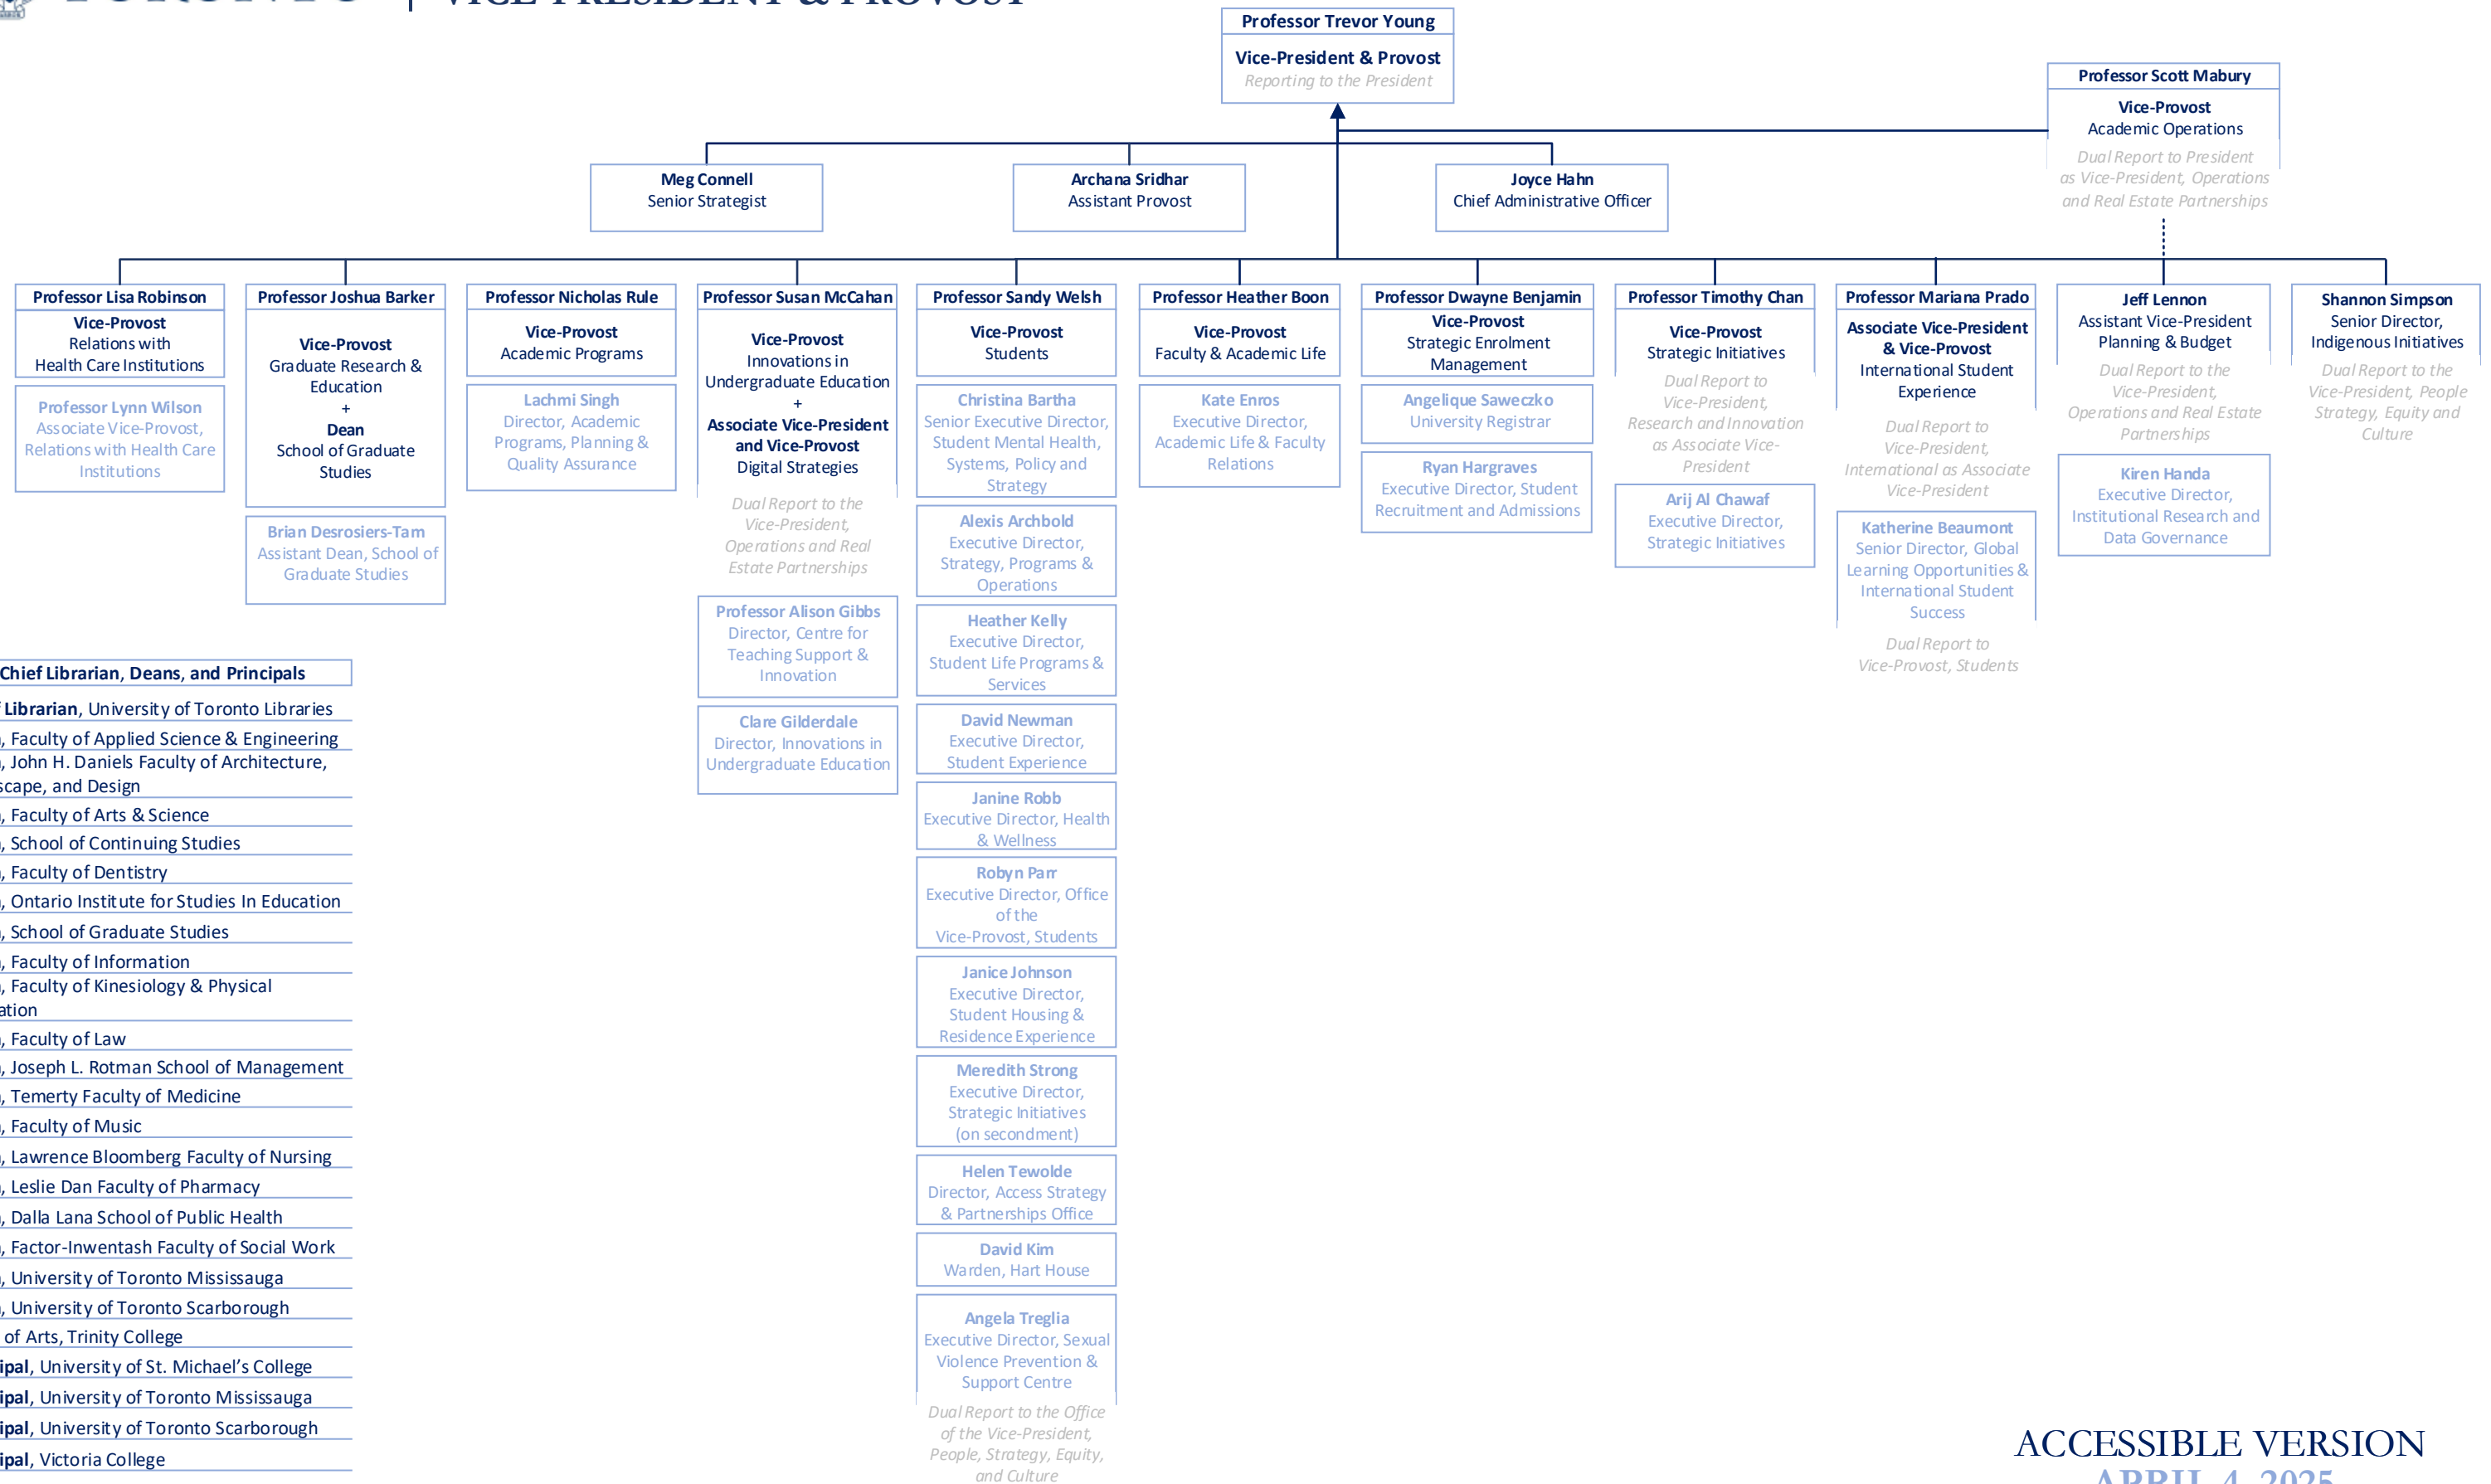 TORONTO
VICE-PRESIDENT & PROVOST
Professor Trevor Young
Vice-President & Provost
Reporting to the President
Professor Scott Mabury
Vice-Provost
Academic Operations
Dual Report to President
as Vice-President, Operations
and Real Estate Partnerships
Meg Connell
Senior Strategist
Archana Sridhar
Assistant Provost
Joyce Hahn
Chief Administrative Officer
Professor Lisa Robinson
Vice-Provost
Relations with
Health Care Institutions
Professor Lynn Wilson
Associate Vice-Provost,
Relations with Health Care
Institutions
Professor Joshua Barker
Vice-Provost
Graduate Research &
Education
+
Dean
School of Graduate
Studies
Brian Desrosiers-Tam
Assistant Dean, School of
Graduate Studies
Professor Nicholas Rule
Vice-Provost
Academic Programs
Lachmi Singh
Director, Academic
Programs, Planning &
Quality Assurance
Professor Susan McCahan
Vice-Provost
Innovations in
Undergraduate Education
+
Associate Vice-President
and Vice-Provost
Digital Strategies
Dual Report to the
Vice-President,
Operations and Real
Estate Partnerships
Professor Alison Gibbs
Director, Centre for
Teaching Support &
Innovation
Clare Gilderdale
Director, Innovations in
Undergraduate Education
Professor Sandy Welsh
Vice-Provost
Students
Christina Bartha
Senior Executive Director,
Student Mental Health,
Systems, Policy and
Strategy
Alexis Archbold
Executive Director,
Strategy, Programs &
Operations
Heather Kelly
Executive Director,
Student Life Programs &
Services
David Newman
Executive Director,
Student Experience
Janine Robb
Executive Director, Health
& Wellness
Robyn Parr
Executive Director, Office
of the
Vice-Provost, Students
Janice Johnson
Executive Director,
Student Housing &
Residence Experience
Meredith Strong
Executive Director,
Strategic Initiatives
(on secondment)
Helen Tewolde
Director, Access Strategy
& Partnerships Office
David Kim
Warden, Hart House
Angela Treglia
Executive Director, Sexual
Violence Prevention &
Support Centre
Dual Report to the Office
of the Vice-President,
People, Strategy, Equity,
and Culture
Professor Heather Boon
Vice-Provost
Faculty & Academic Life
Kate Enros
Executive Director,
Academic Life & Faculty
Relations
Professor Dwayne Benjamin
Vice-Provost
Strategic Enrolment
Management
Angelique Saweczko
University Registrar
Ryan Hargraves
Executive Director, Student
Recruitment and Admissions
Professor Timothy Chan
Vice-Provost
Strategic Initiatives
Dual Report to
Vice-President,
Research and Innovation
as Associate Vice-
President
Arij Al Chawaf
Executive Director,
Strategic Initiatives
Professor Mariana Prado
Associate Vice-President
& Vice-Provost
International Student
Experience
Dual Report to
Vice-President,
International as Associate
Vice-President
Katherine Beaumont
Senior Director, Global
Learning Opportunities &
International Student
Success
Dual Report to
Vice-Provost, Students
Jeff Lennon
Assistant Vice-President
Planning & Budget
Dual Report to the
Vice-President,
Operations and Real Estate
Partnerships
Kiren Handa
Executive Director,
Institutional Research and
Data Governance
Shannon Simpson
Senior Director,
Indigenous Initiatives
Dual Report to the
Vice-President, People
Strategy, Equity and
Culture
Chief Librarian, Deans, and Principals
Librarian, University of Toronto Libraries
, Faculty of Applied Science & Engineering
, John H. Daniels Faculty of Architecture,
scape, and Design
, Faculty of Arts & Science
, School of Continuing Studies
, Faculty of Dentistry
, Ontario Institute for Studies In Education
, School of Graduate Studies
, Faculty of Information
, Faculty of Kinesiology & Physical
ation
, Faculty of Law
, Joseph L. Rotman School of Management
, Temerty Faculty of Medicine
, Faculty of Music
, Lawrence Bloomberg Faculty of Nursing
, Leslie Dan Faculty of Pharmacy
, Dalla Lana School of Public Health
, Factor-Inwentash Faculty of Social Work
, University of Toronto Mississauga
, University of Toronto Scarborough
of Arts, Trinity College
ipal, University of St. Michael’s College
ipal, University of Toronto Mississauga
ipal, University of Toronto Scarborough
ipal, Victoria College
ACCESSIBLE VERSION
APRIL 4, 2025